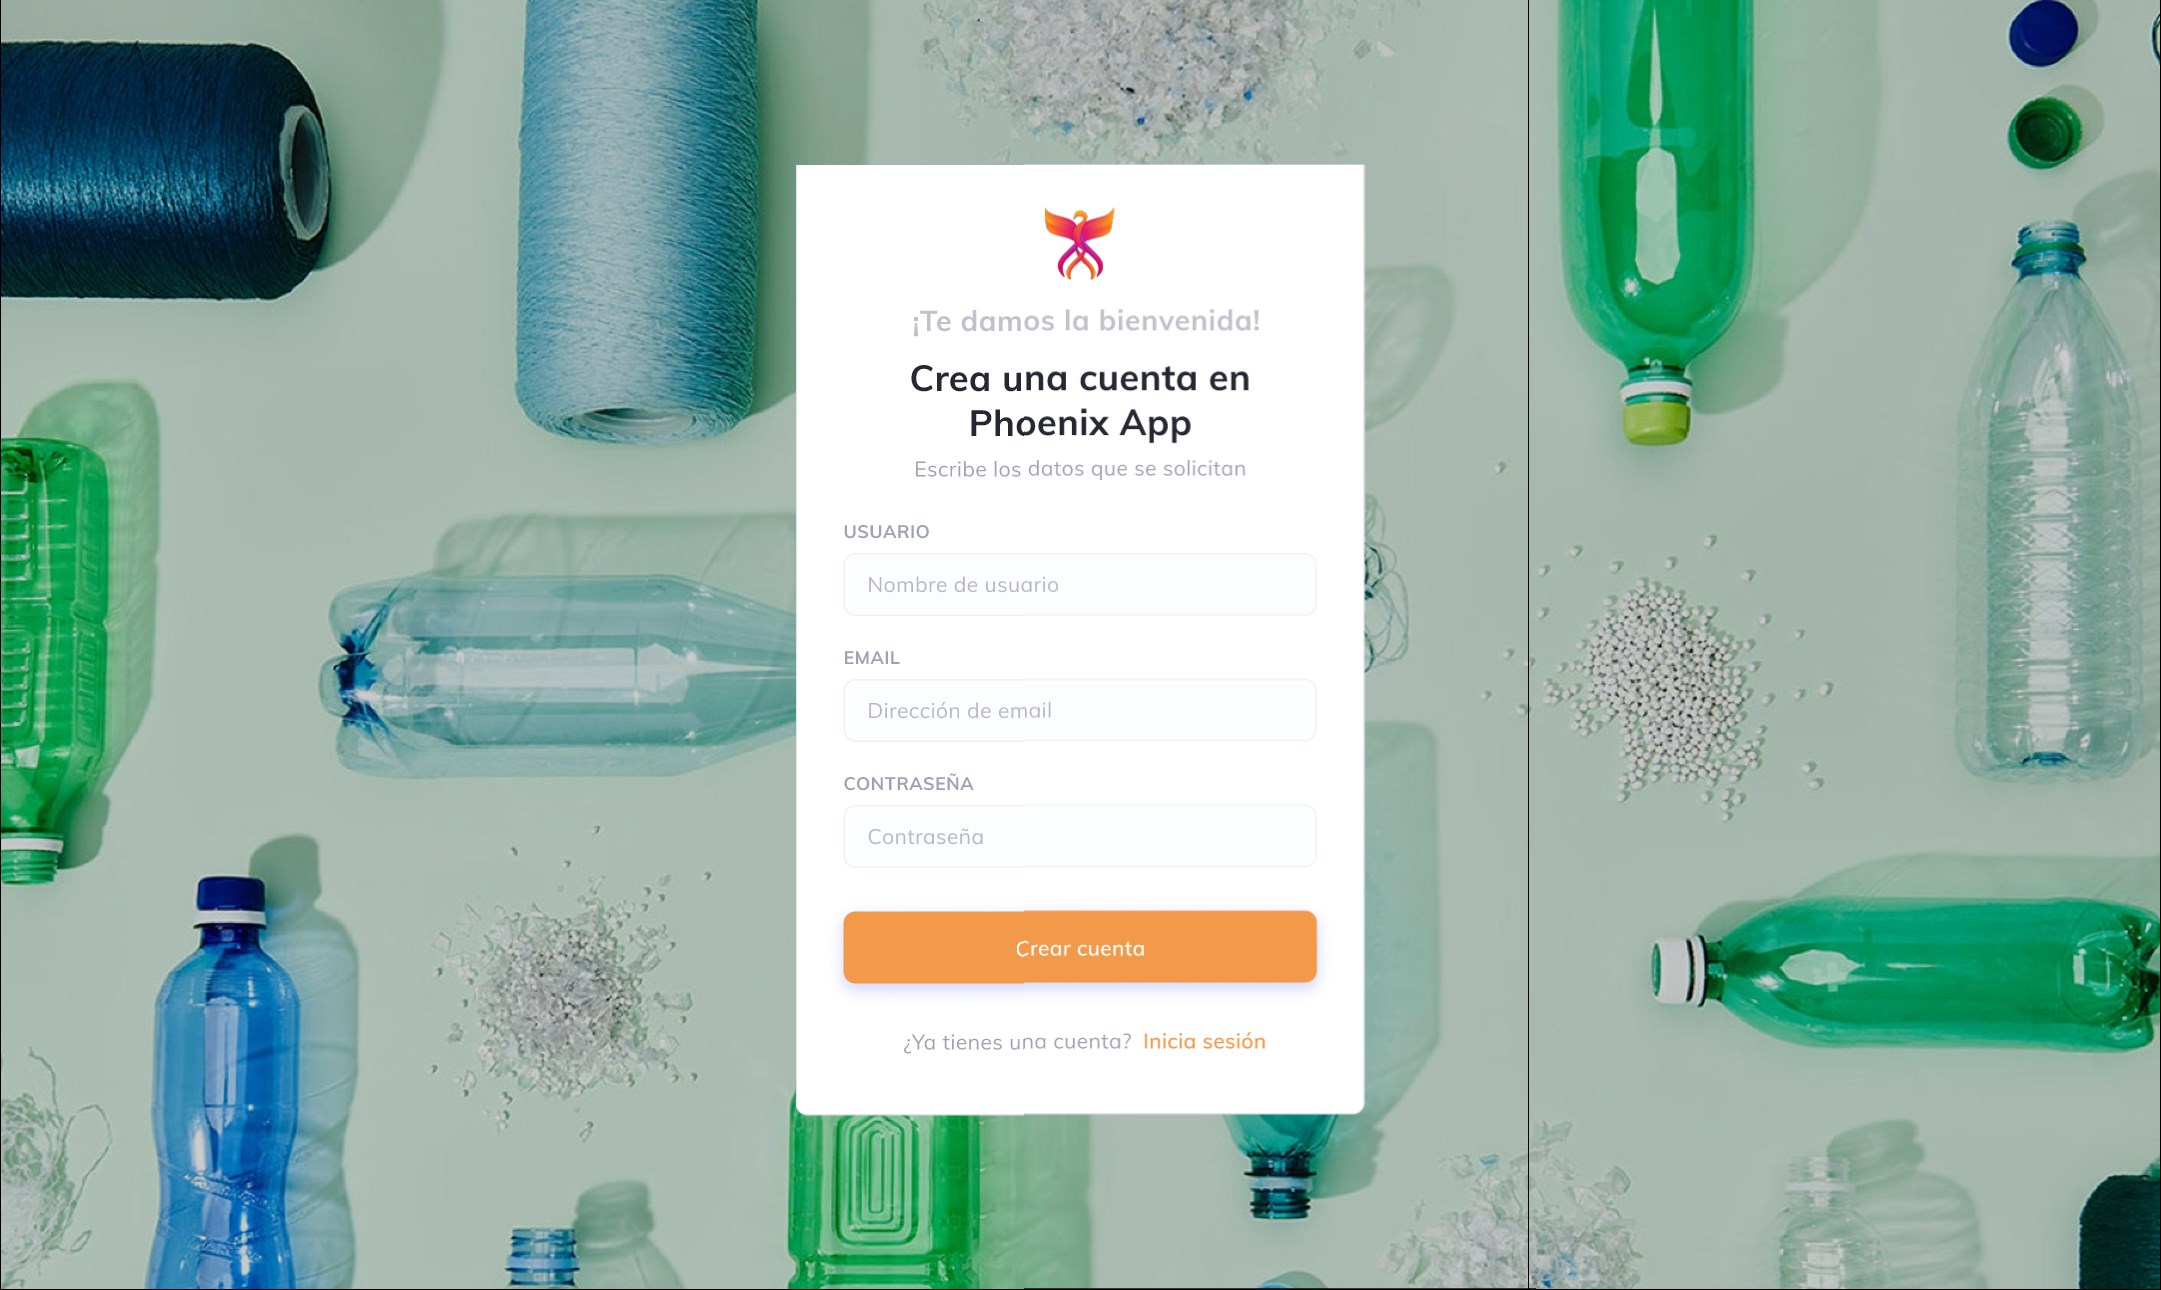 ¡Te damos la bienvenida!
Crea una cuenta en
Phoenix App
Escribe los datos que se solicitan
USUARIO
Nombre de usuario
EMAIL
Dirección de email
CONTRASEÑA
Contraseña
Crear cuenta
¿Ya tienes una cuenta? Inicia sesión